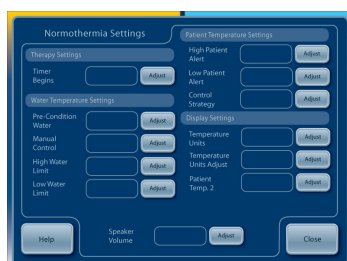 Normothermia Settings
Therapy Settings
Timer
Begins
Adjust
Water Temperature Settings
Pre-Condition
Water
Adjust
Manual
Control
Adjust
High Water
Limit
Adjust
Low Water
Limit
Adjust
Patient Temperature Settings
High Patient
Alert
Adjust
Low Patient
Alert
Adjust
Control
Strategy
Adjust
Display Settings
Temperature
Units
Adjust
Temperature
Units Adjust
Adjust
Patient
Temp. 2
Adjust
Help
Speaker
Volume
Adjust
Close